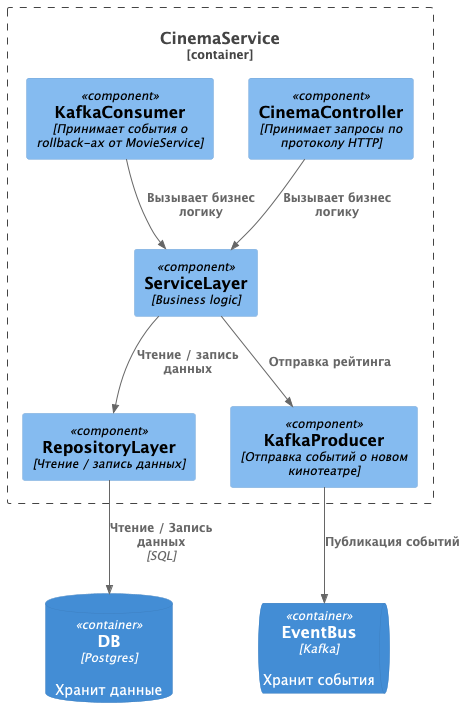 CinemaService
[container]
«component»
KafkaConsumer
[Принимает события о
rollback-ах от MovieService]
«component»
CinemaController
[Принимает запросы по
протоколу HTTP]
Вызывает бизнес
логику
Вызывает бизнес
логику
«component»
ServiceLayer
[Business logic]
Чтение / запись
данных
Отправка рейтинга
«component»
RepositoryLayer
[Чтение / запись данных]
«component»
KafkaProducer
[Отправка событий о новом
кинотеатре]
Чтение / Запись
данных
[SQL]
Публикация событий
«container»
DB
[Postgres]
Хранит данные
«container»
EventBus
[Kafka]
Хранит события